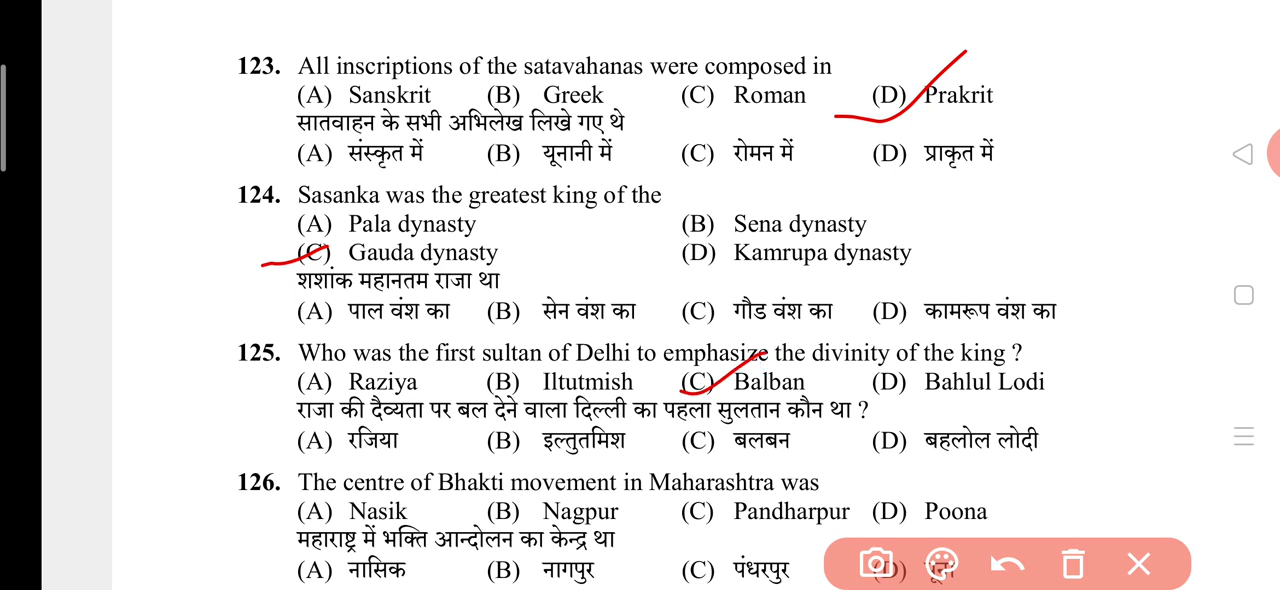 123. All inscriptions of the satavahanas were composed in
(A) Sanskrit (B) Greek (C) Roman (D) Prakrit
सातवाहन के सभी अभिलेख लिखे गए थे
(A) संस्कृत में (B) यूनानी में (C) रोमन में (D) प्राकृत में
124. Sasanka was the greatest king of the
(A) Pala dynasty (B) Sena dynasty
(C) Gauda dynasty (D) Kamrupa dynasty
शशांक महानतम राजा था
(A) पाल वंश का (B) सेन वंश का (C) गौड वंश का (D) कामरूप वंश का
125. Who was the first sultan of Delhi to emphasize the divinity of the king ?
(A) Raziya (B) Iltutmish (C) Balban (D) Bahlul Lodi
राजा की दैव्यता पर बल देने वाला दिल्ली का पहला सुलतान कौन था ?
(A) रजिया (B) इल्तुतमिश (C) बलबन (D) बहलोल लोदी
126. The centre of Bhakti movement in Maharashtra was
(A) Nasik (B) Nagpur (C) Pandharpur (D) Poona
महाराष्ट्र में भक्ति आन्दोलन का केन्द्र था
(A) नासिक (B) नागपुर (C) पंधरपुर (D)